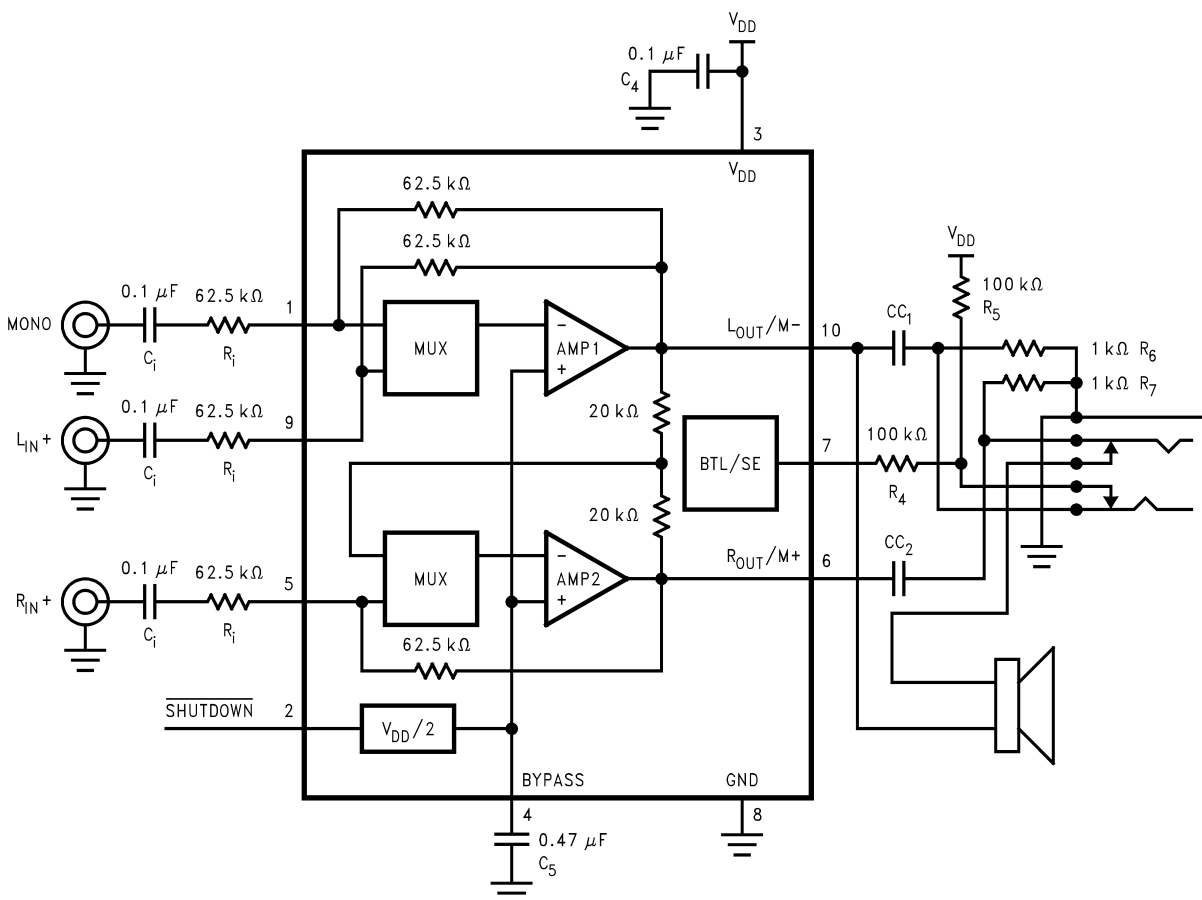 V_DD
0.1 μF
C_4
3
V_DD
62.5 kΩ
62.5 kΩ
V_DD
100 kΩ
R_5
0.1 μF
62.5 kΩ
1
MONO
C_i
R_i
MUX
−
AMP1
+
L_OUT/M−
10
CC_1
1 kΩ R_6
1 kΩ R_7
0.1 μF
62.5 kΩ
9
L_IN +
C_i
R_i
20 kΩ
BTL/SE
7
100 kΩ
R_4
20 kΩ
0.1 μF
62.5 kΩ
5
R_IN +
C_i
R_i
MUX
−
AMP2
+
R_OUT/M+
6
CC_2
62.5 kΩ
SHUTDOWN
2
V_DD/2
BYPASS
GND
4
8
0.47 μF
C_5